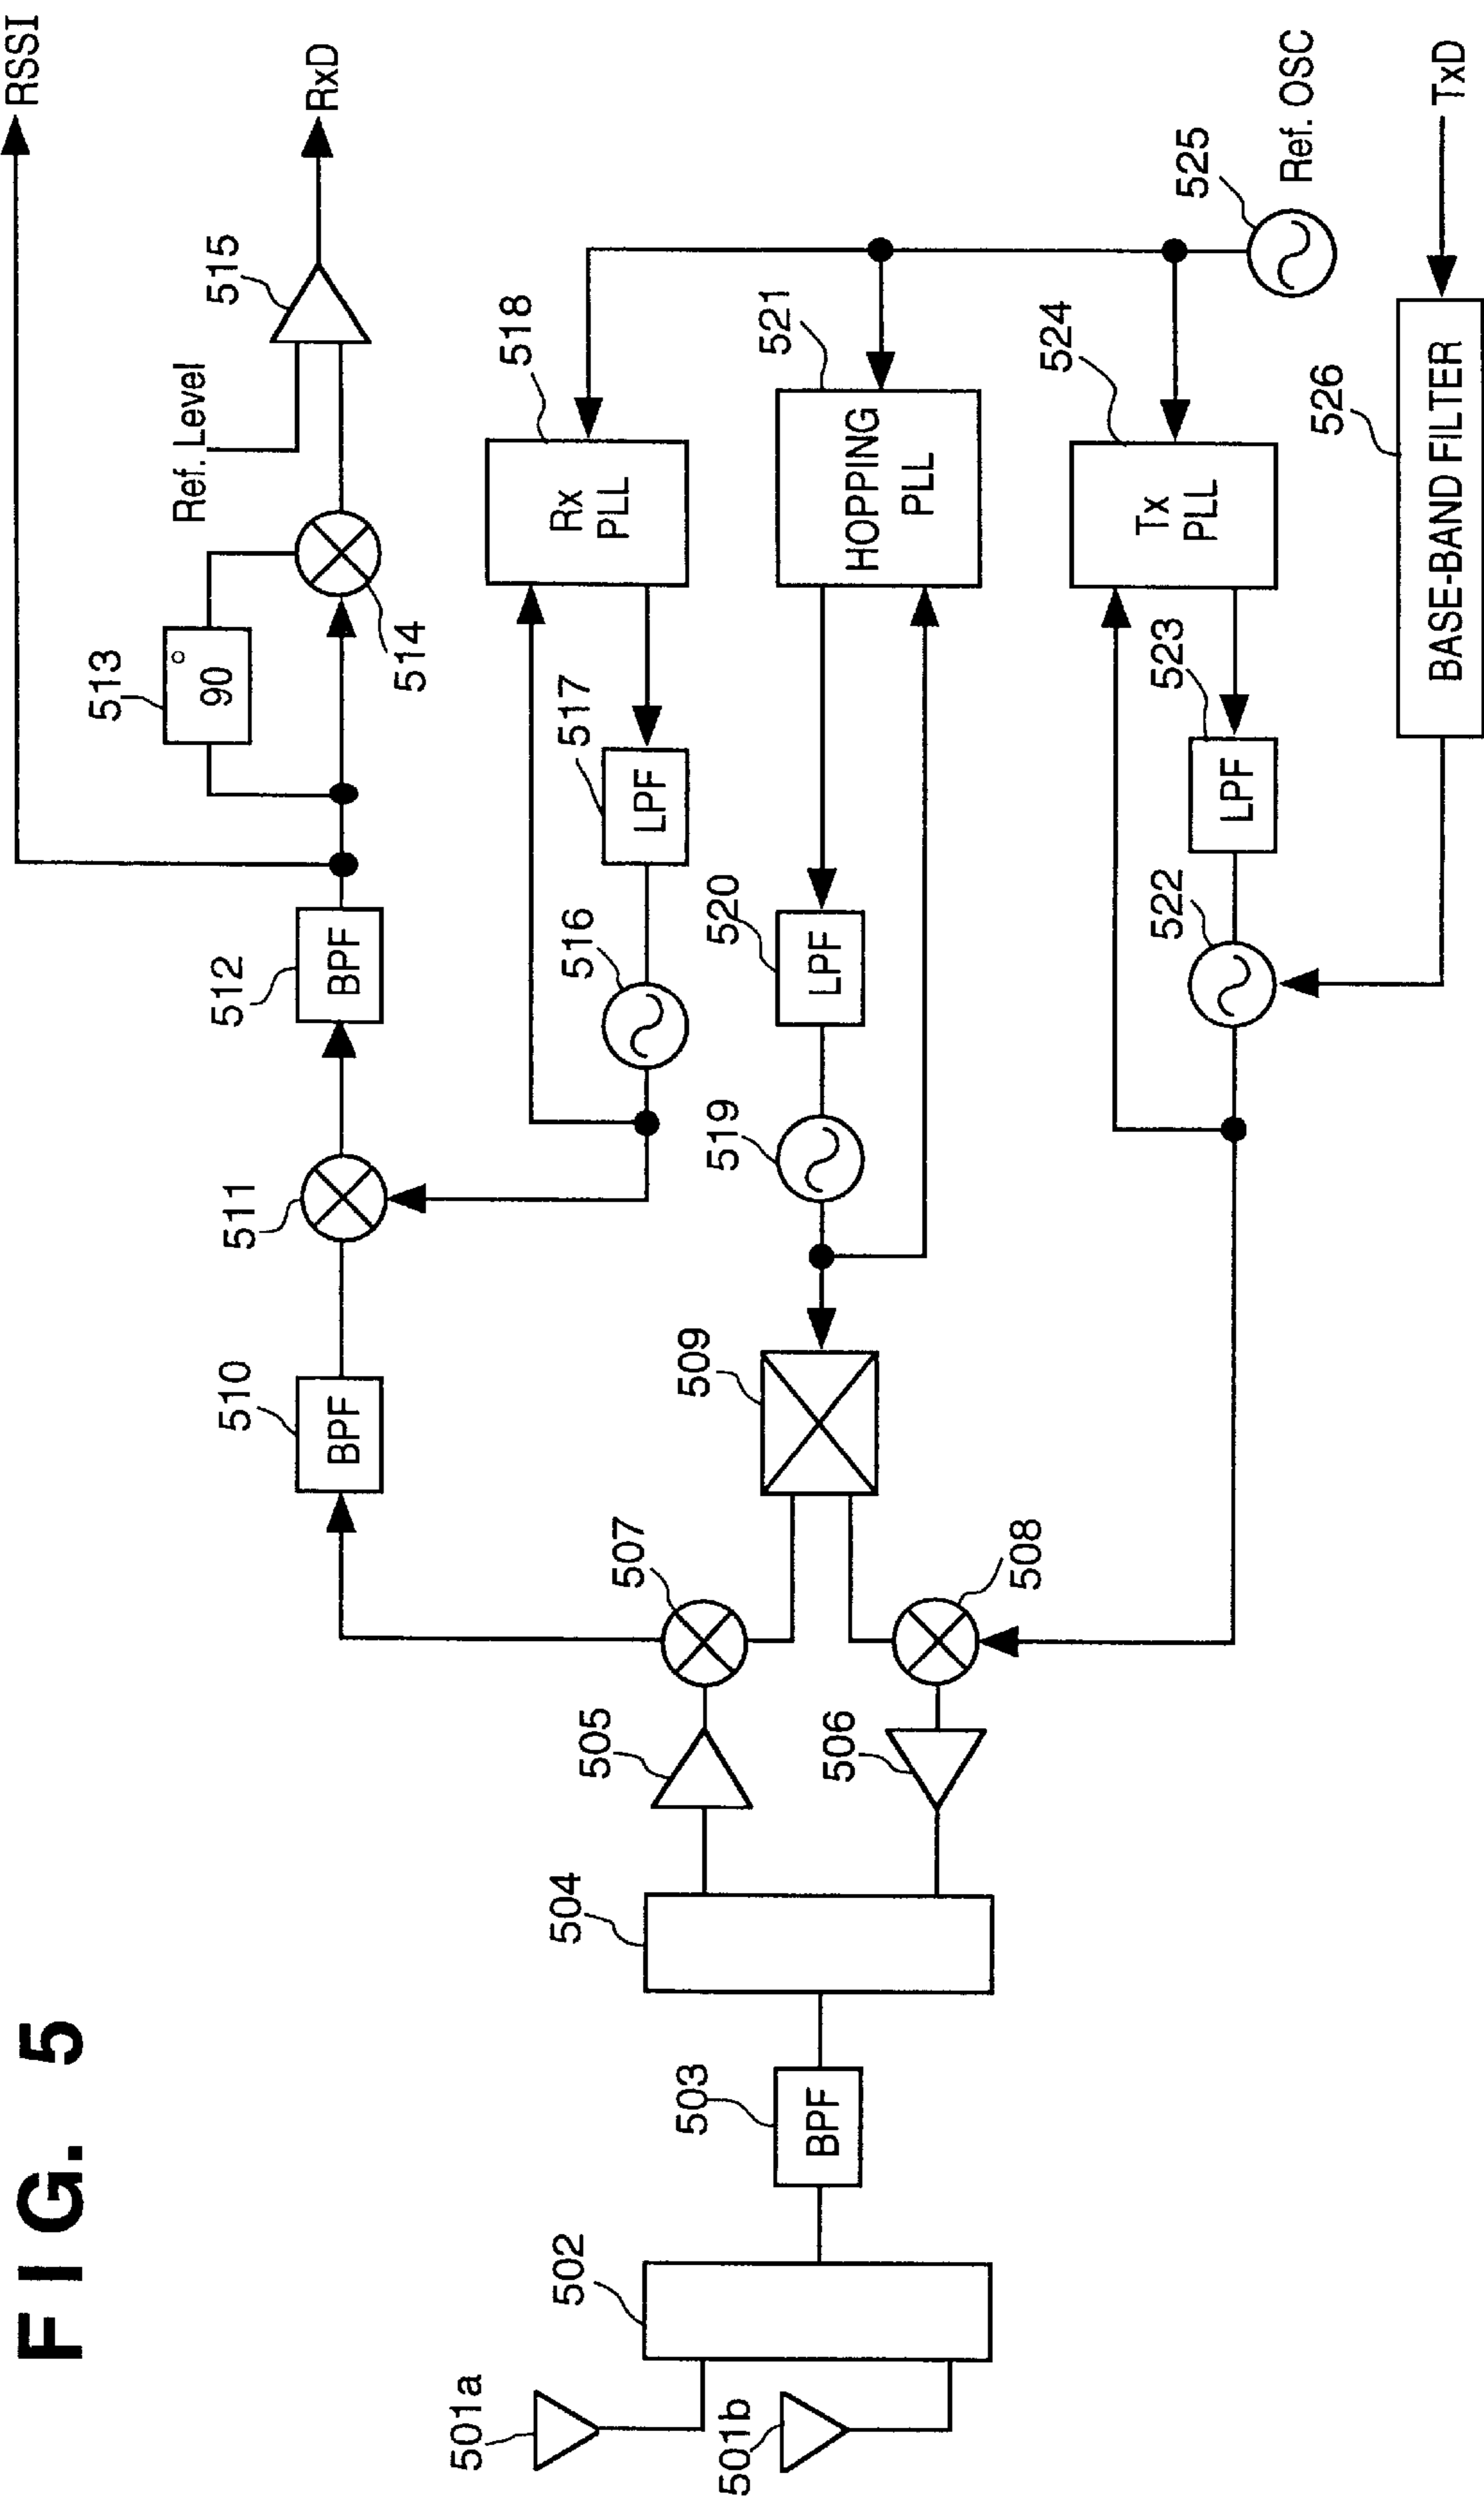 FIG. 5
RSSI
RxD
515
Ref. Level
513
90°
514
512
BPF
511
510
BPF
518
Rx
PLL
517
LPF
516
521
HOPPING
PLL
520
LPF
519
509
507
508
505
506
504
503
BPF
502
501a
501b
525
Ref. OSC
524
Tx
PLL
523
LPF
522
526
BASE-BAND FILTER
TxD